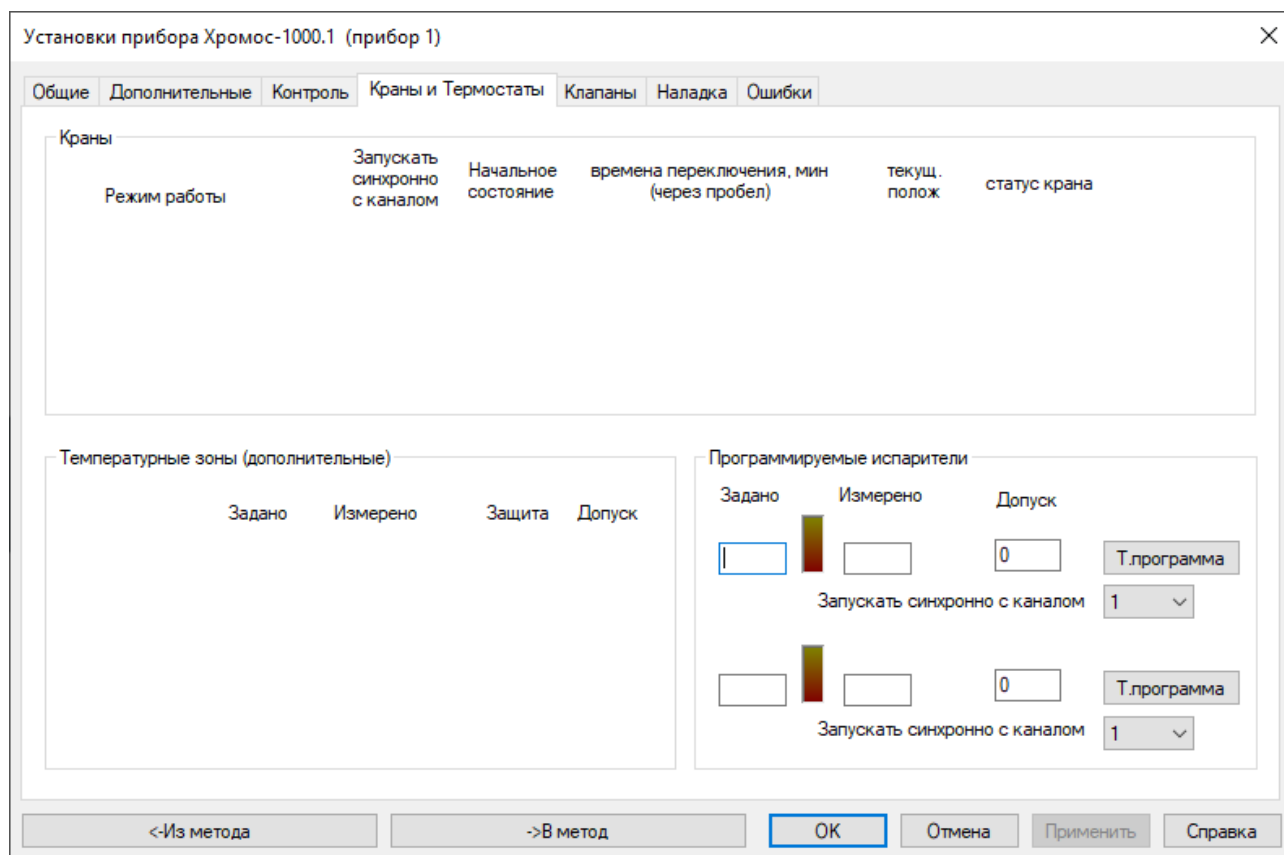 Установки прибора Хромос-1000.1 (прибор 1)
Общие Дополнительные Контроль Краны и Термостаты Клапаны Наладка Ошибки
Краны
Режим работы
Запускать
синхронно
с каналом
Начальное
состояние
времена переключения, мин
(через пробел)
текущ.
полож
статус крана
Температурные зоны (дополнительные)
Задано Измерено Защита Допуск
Программируемые испарители
Задано Измерено Допуск
0 Т.программа
Запускать синхронно с каналом 1
0 Т.программа
Запускать синхронно с каналом 1
<-Из метода ->В метод OK Отмена Применить Справка